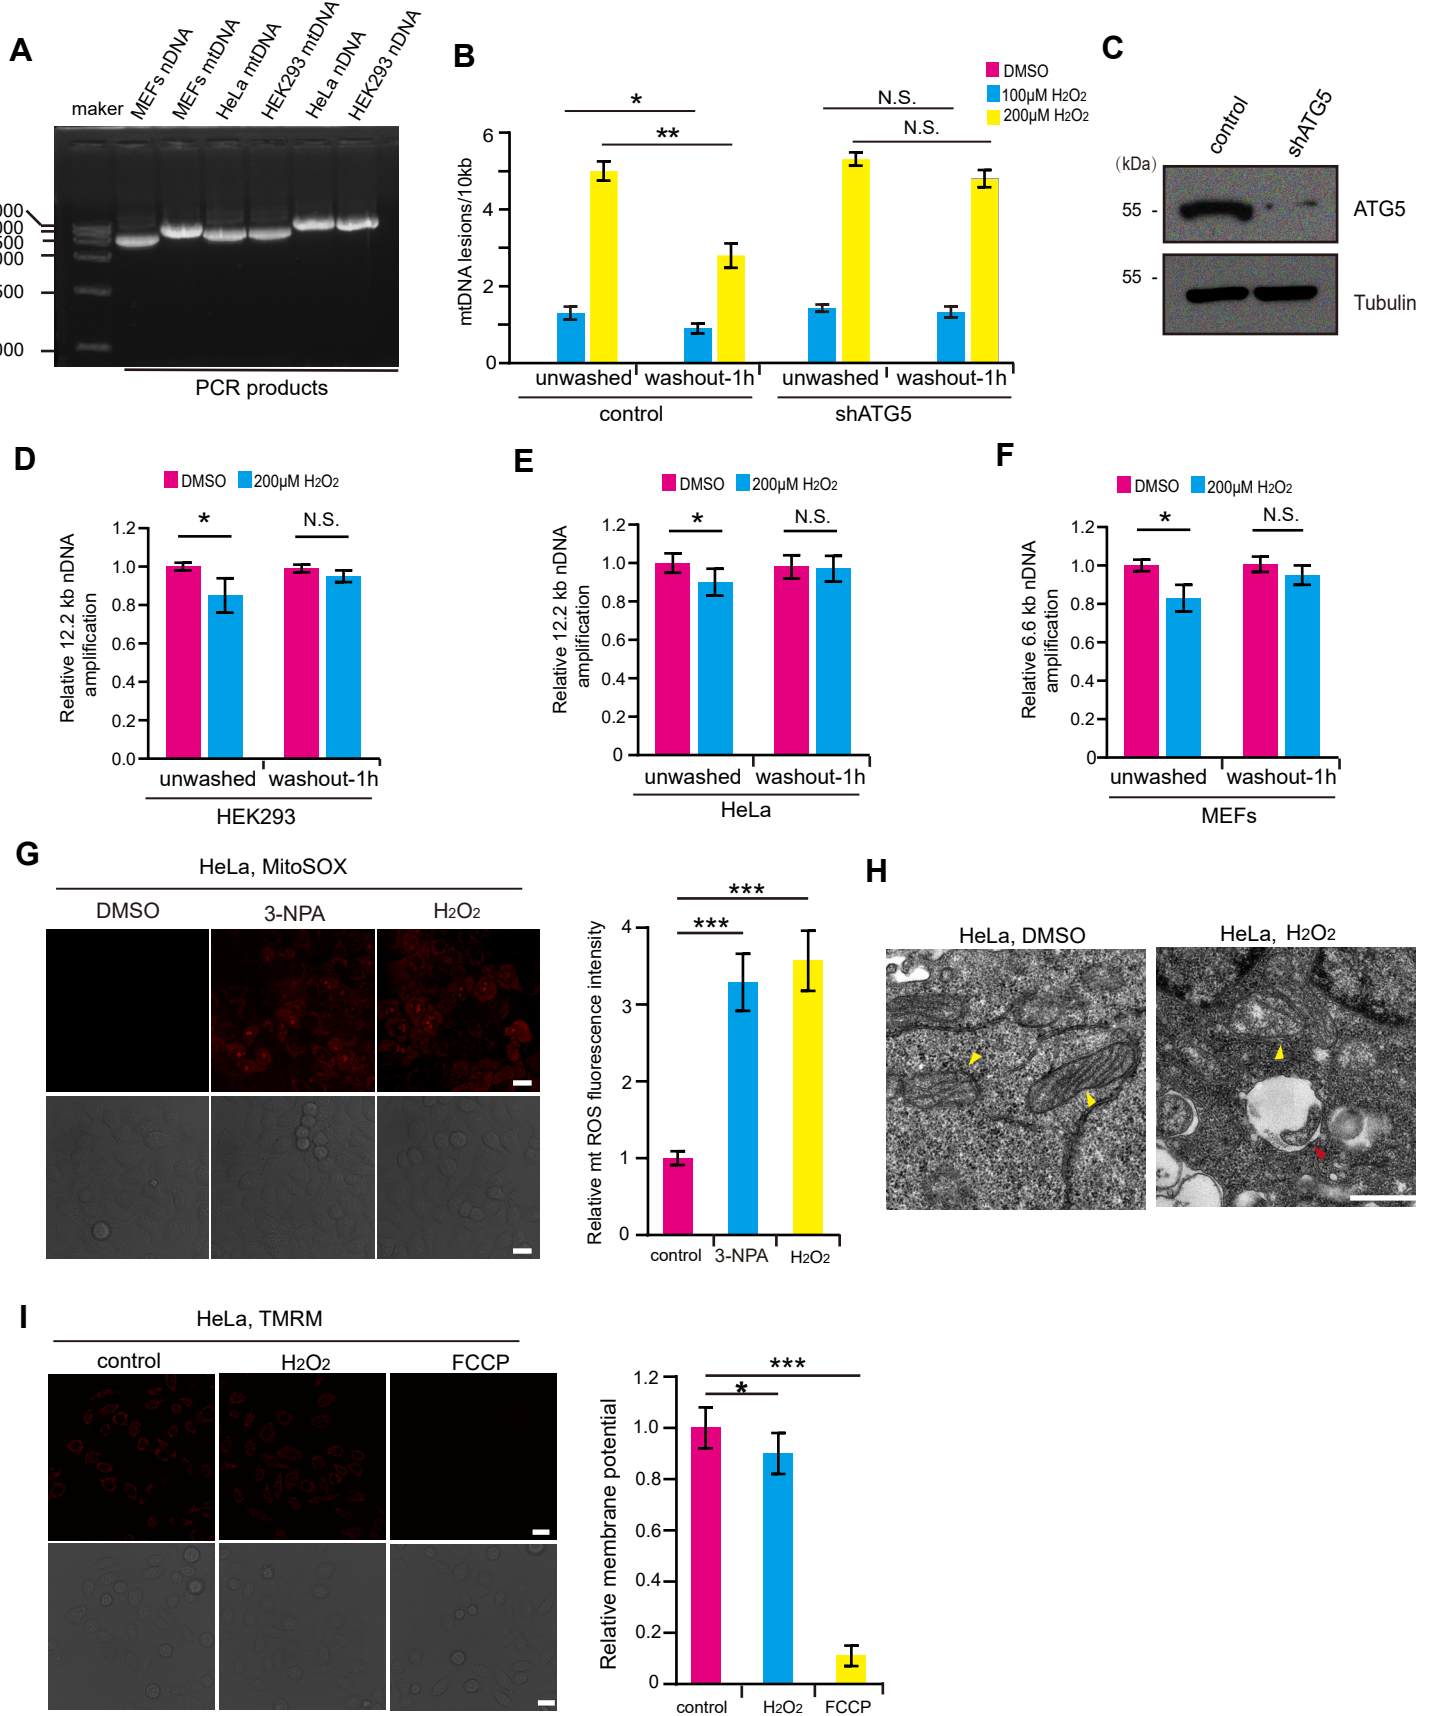 A
maker
MEFs nDNA
MEFs mtDNA
HeLa mtDNA
HEK293 mtDNA
HeLa nDNA
HEK293 nDNA
000
000
500
000
500
000
PCR products
B
DMSO
100μM H2O2
200μM H2O2
*
**
N.S.
N.S.
mtDNA lesions/10kb
6
4
2
0
unwashed
washout-1h
unwashed
washout-1h
control
shATG5
C
control
shATG5
(kDa)
55 -
ATG5
55 -
Tubulin
D
DMSO
200μM H2O2
*
N.S.
Relative 12.2 kb nDNA
amplification
1.2
1.0
0.8
0.6
0.4
0.2
0.0
unwashed
washout-1h
HEK293
E
DMSO
200μM H2O2
*
N.S.
Relative 12.2 kb nDNA
amplification
1.2
1.0
0.8
0.6
0.4
0.2
0
unwashed
washout-1h
HeLa
F
DMSO
200μM H2O2
*
N.S.
Relative 6.6 kb nDNA
amplification
1.2
1.0
0.8
0.6
0.4
0.2
0
unwashed
washout-1h
MEFs
G
HeLa, MitoSOX
DMSO
3-NPA
H2O2
***
***
Relative mt ROS fluorescence intensity
4
3
2
1
0
control
3-NPA
H2O2
H
HeLa, DMSO
HeLa, H2O2
I
HeLa, TMRM
control
H2O2
FCCP
***
*
Relative membrane potential
1.2
1.0
0.8
0.6
0.4
0.2
0
control
H2O2
FCCP